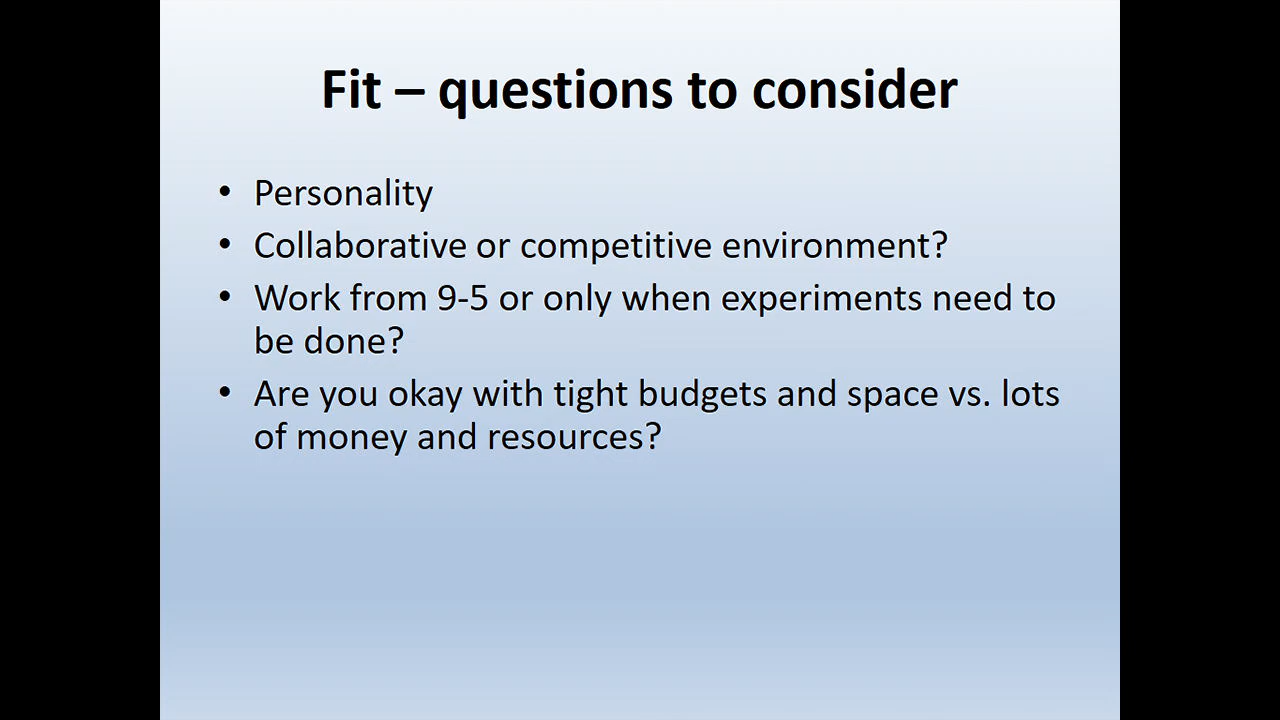 Fit – questions to consider
• Personality
• Collaborative or competitive environment?
• Work from 9-5 or only when experiments need to
be done?
• Are you okay with tight budgets and space vs. lots
of money and resources?